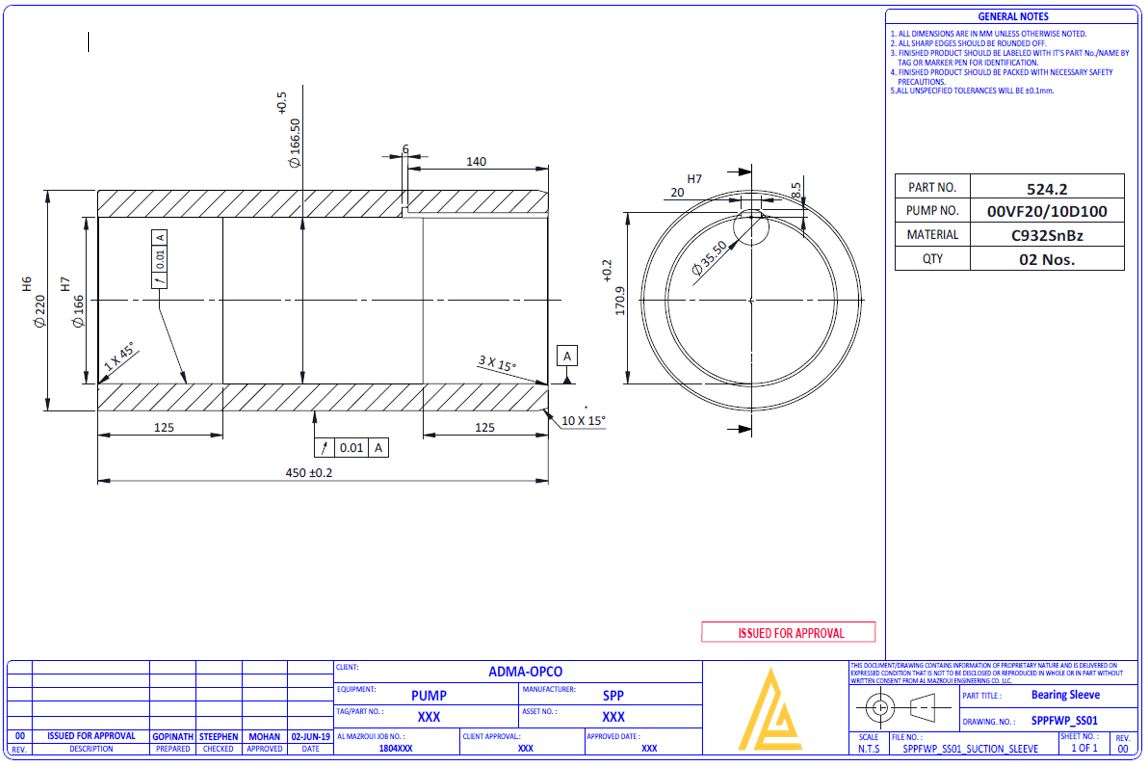 GENERAL NOTES
1. ALL DIMENSIONS ARE IN MM UNLESS OTHERWISE NOTED.
2. ALL SHARP EDGES SHOULD BE ROUNDED OFF.
3. FINISHED PRODUCT SHOULD BE LABELED WITH IT'S PART No./NAME BY
TAG OR MARKER PEN FOR IDENTIFICATION.
4. FINISHED PRODUCT SHOULD BE PACKED WITH NECESSARY SAFETY
PRECAUTIONS.
5.ALL UNSPECIFIED TOLERANCES WILL BE ±0.1mm.
PART NO. 524.2
PUMP NO. 00VF20/10D100
MATERIAL C932SnBz
QTY 02 Nos.
+0.5
Ø 166.50
6
140
H6
Ø 220
H7
Ø 166
0.01 A
1 X 45°
3 X 15°
A
10 X 15°
125
125
0.01 A
450 ±0.2
H7
20
8.5
Ø 35.50
+0.2
170.9
ISSUED FOR APPROVAL
00 ISSUED FOR APPROVAL GOPINATH STEEPHEN MOHAN 02-JUN-19
REV. DESCRIPTION PREPARED CHECKED APPROVED DATE
CLIENT: ADMA-OPCO
EQUIPMENT: PUMP
MANUFACTURER: SPP
TAG/PART NO. : XXX
ASSET NO. : XXX
AL MAZROUI JOB NO. : 1804XXX
CLIENT APPROVAL: XXX
APPROVED DATE : XXX
THIS DOCUMENT/DRAWING CONTAINS INFORMATION OF PROPRIETARY NATURE AND IS DELIVERED ON
EXPRESSED CONDITION THAT IS NOT TO BE DISCLOSED OR REPRODUCED IN WHOLE OR IN PART WITHOUT
WRITTEN CONSENT FROM AL MAZROUI ENGINEERING CO. LLC.
PART TITLE : Bearing Sleeve
DRAWING. NO. : SPPFWP_SS01
SCALE N.T.S
FILE NO. : SPPFWP_SS01_SUCTION_SLEEVE
SHEET NO. : 1 OF 1
REV. 00